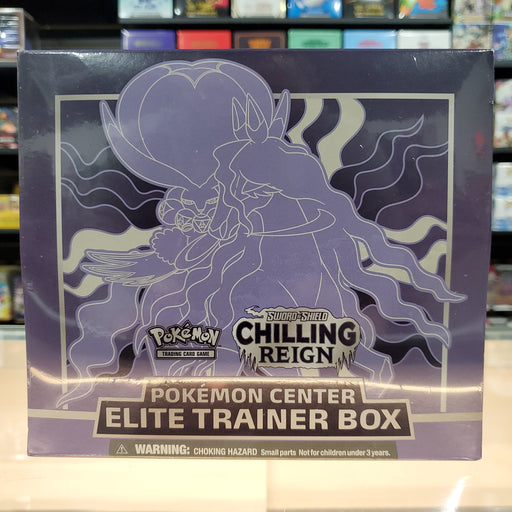 Pokémon
TRADING CARD GAME
SWORD & SHIELD
CHILLING
REIGN
POKÉMON CENTER
ELITE TRAINER BOX
WARNING: CHOKING HAZARD Small parts Not for children under 3 years.